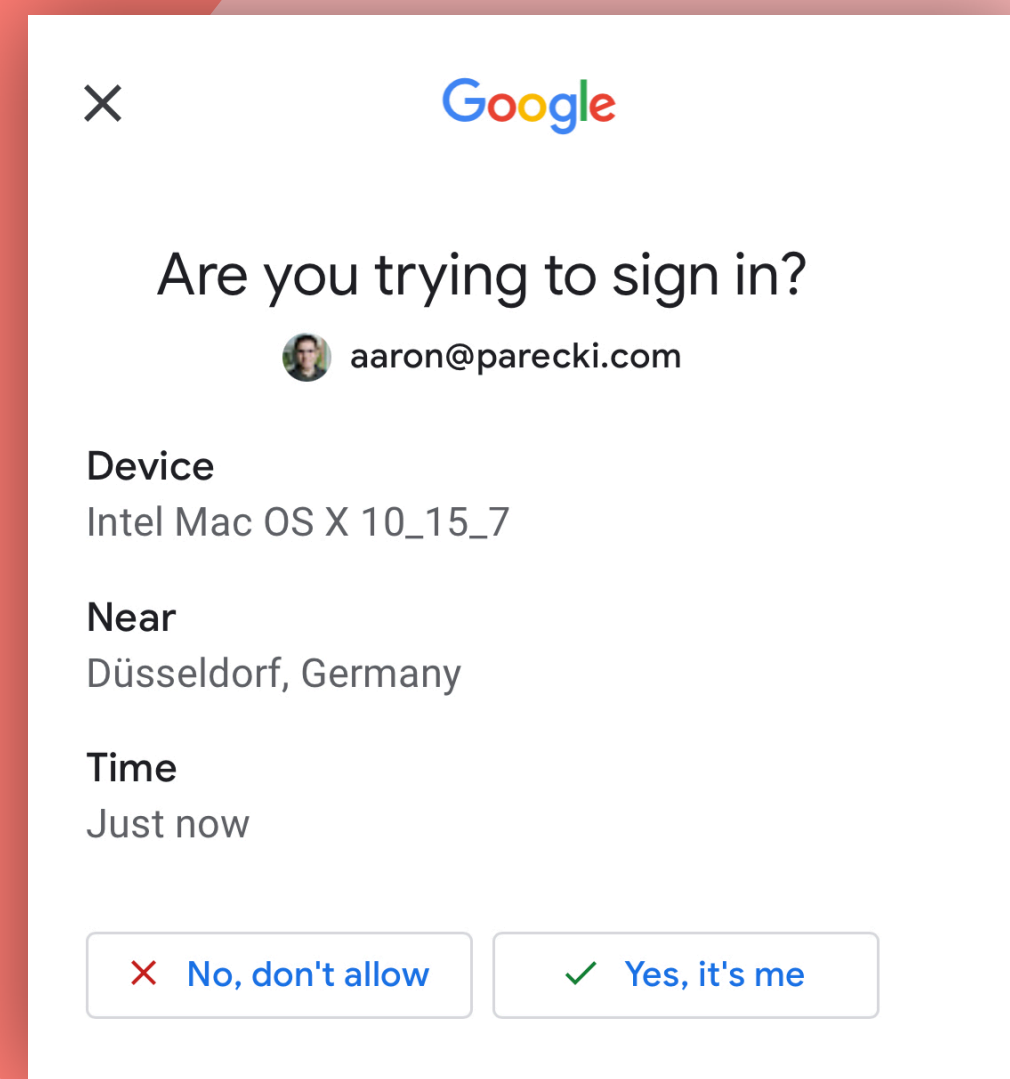 Google
Are you trying to sign in?
aaron@parecki.com
Device
Intel Mac OS X 10_15_7
Near
Düsseldorf, Germany
Time
Just now
No, don't allow
Yes, it's me